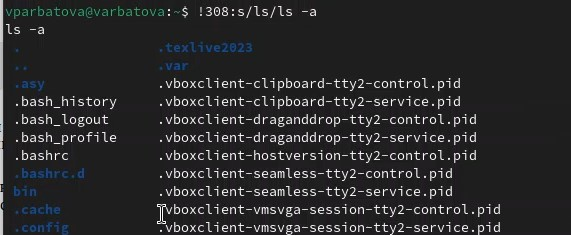 vparbatova@varbatova:~$ !308:s/ls/ls -a
ls -a
. .texlive2023
.. .var
.asy .vboxclient-clipboard-tty2-control.pid
.bash_history .vboxclient-clipboard-tty2-service.pid
.bash_logout .vboxclient-draganddrop-tty2-control.pid
.bash_profile .vboxclient-draganddrop-tty2-service.pid
.bashrc .vboxclient-hostversion-tty2-control.pid
.bashrc.d .vboxclient-seamless-tty2-control.pid
bin .vboxclient-seamless-tty2-service.pid
.cache .vboxclient-vmsvga-session-tty2-control.pid
.config .vboxclient-vmsvga-session-tty2-service.pid